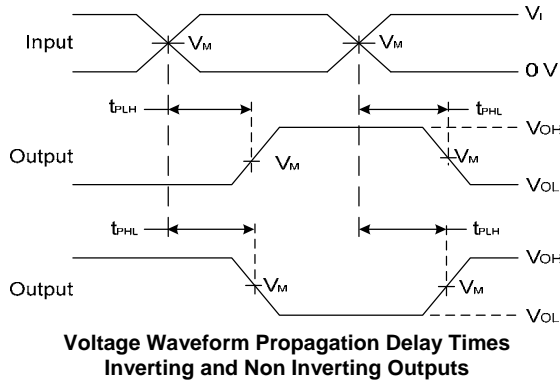 V_I
Input V_M V_M
0 V
t_PLH t_PHL
V_OH
Output V_M V_M
V_OL
t_PHL t_PLH
V_OH
Output V_M V_M
V_OL
Voltage Waveform Propagation Delay Times
Inverting and Non Inverting Outputs